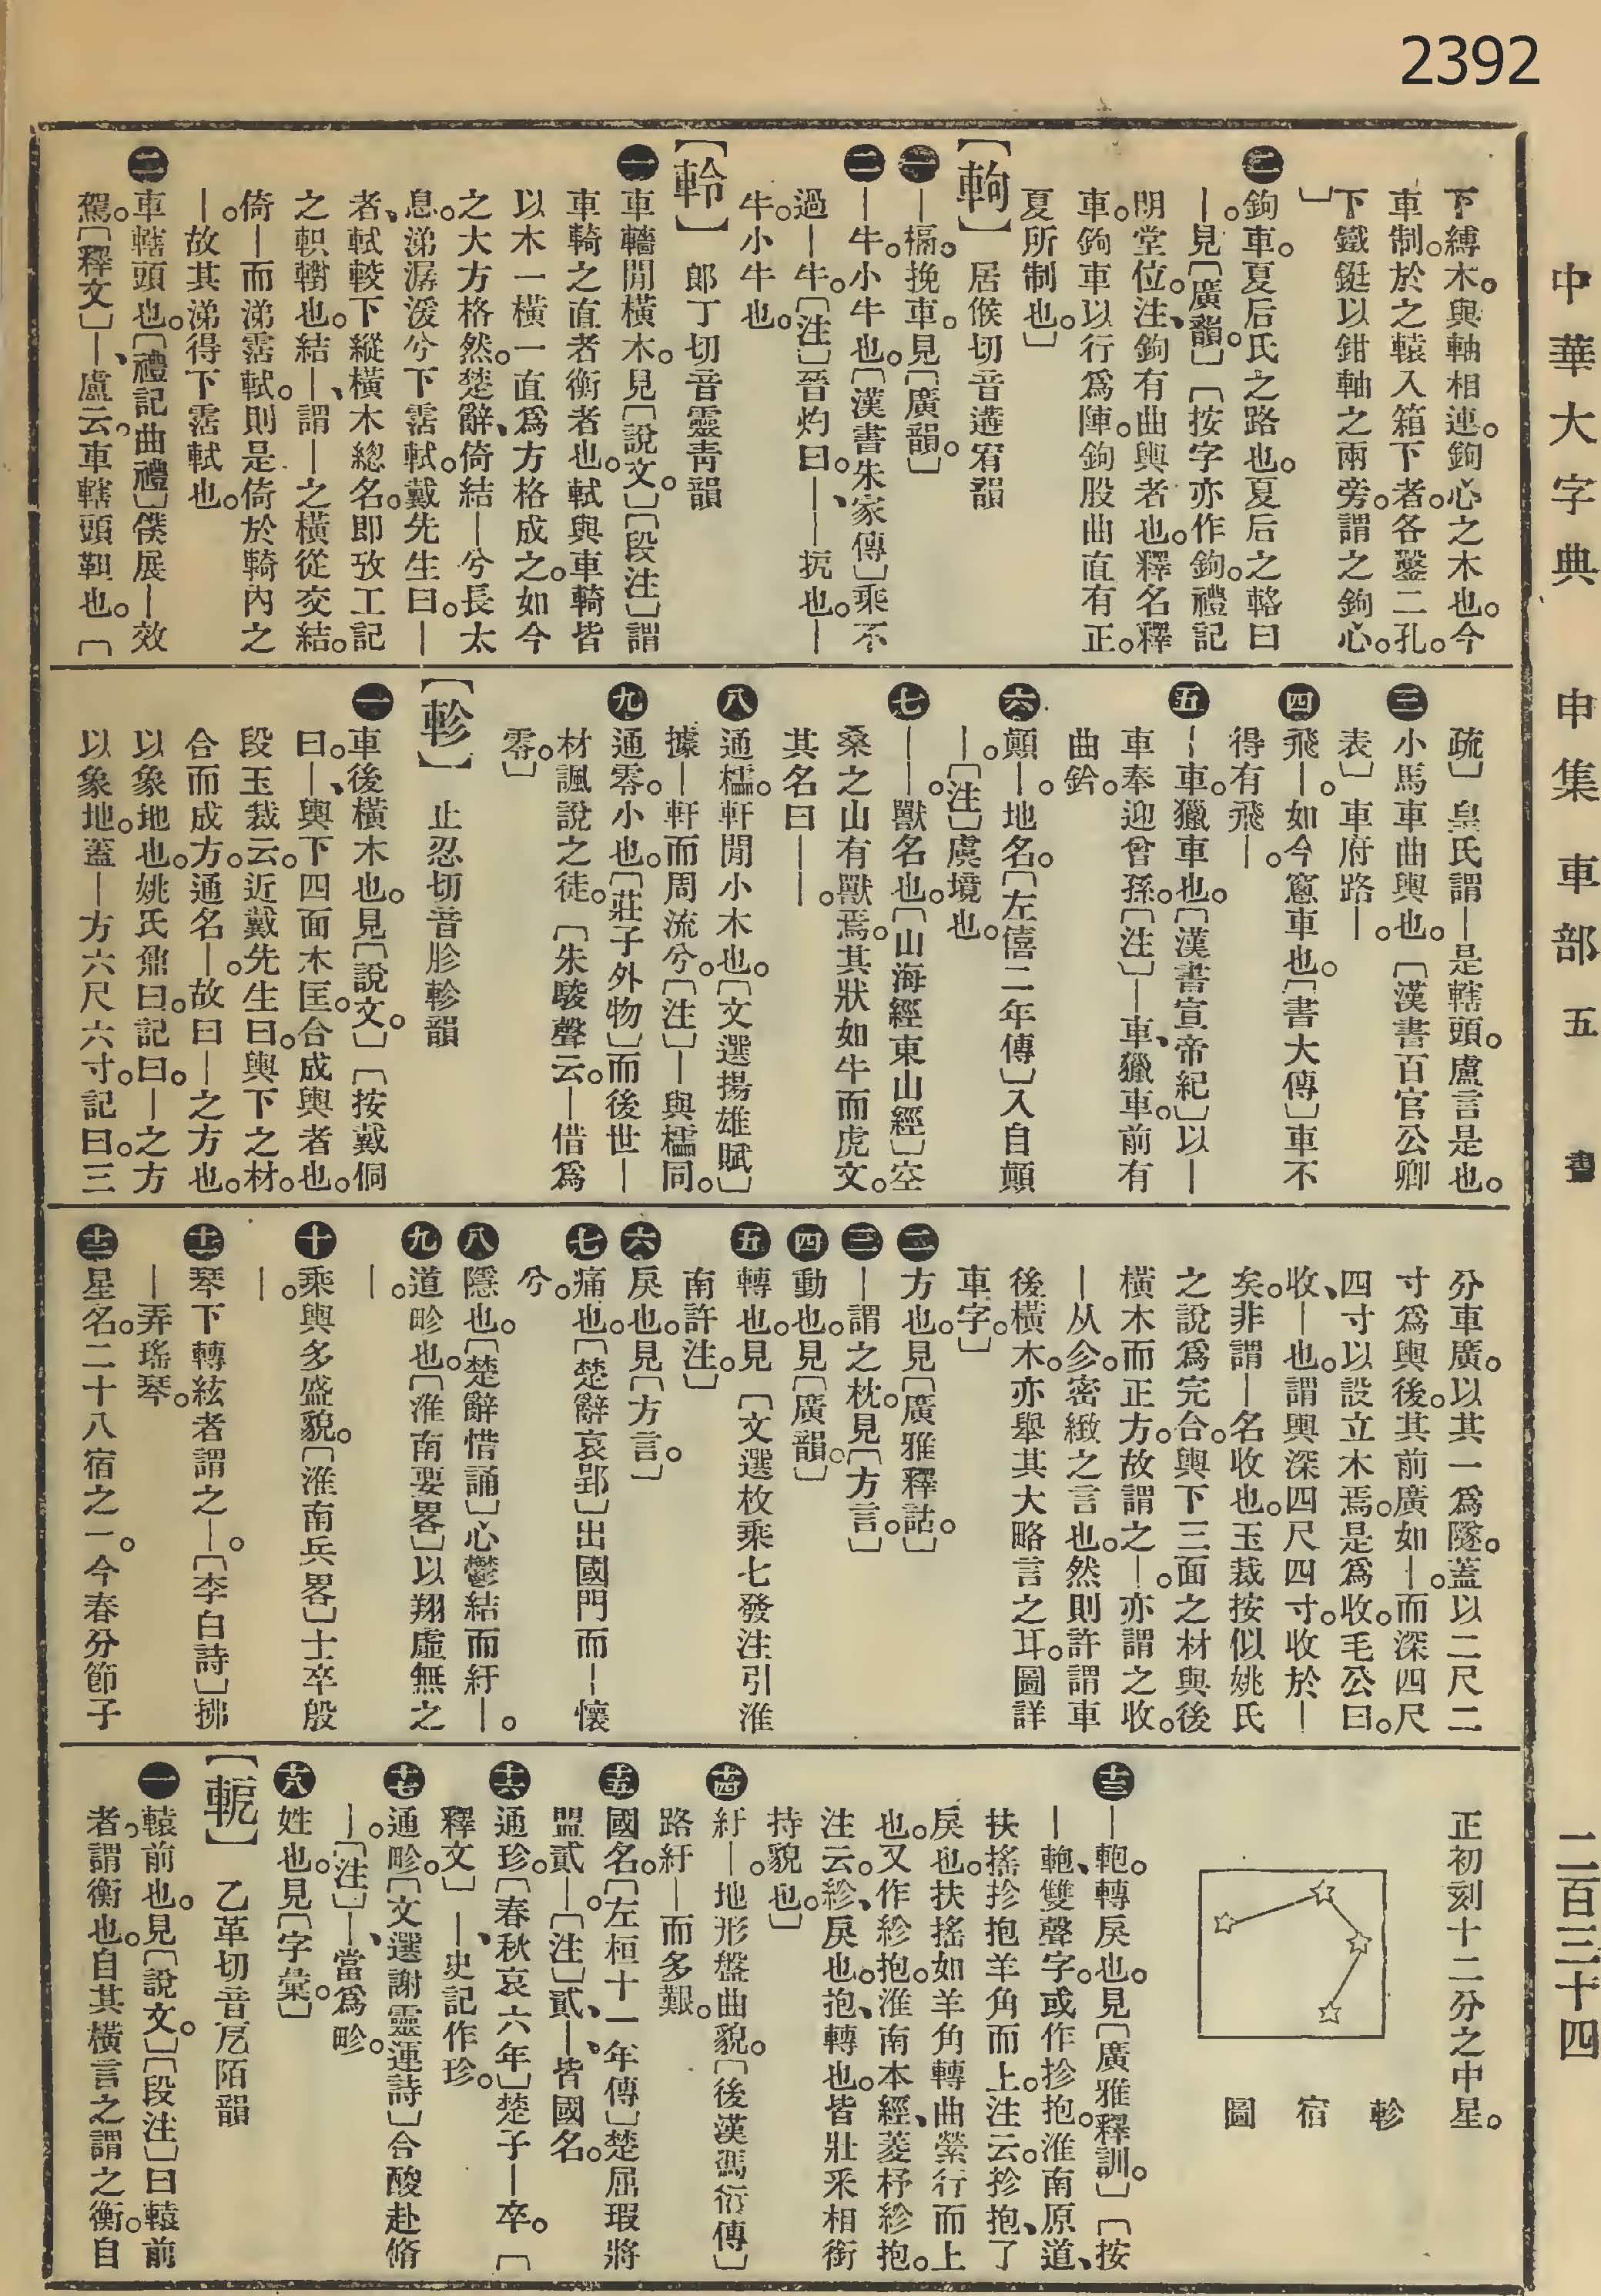 2392
中華大字典 申集 車部 五畫 二百三十四
下縛木。與軸相連。鉤心之木也。今
車制。於之轅入箱下者。各鑿二孔。
下鐵鋌以鉗軸之兩旁。謂之鉤心。
〕
㊁鉤車。夏后氏之路也。夏后之輅曰
―。見〔廣韻〕〔按字亦作鉤。禮記
明堂位注、鉤有曲輿者也。釋名釋
車。鉤車以行爲陣。鉤股曲直有正。
夏所制也。〕
〔軥〕 居候切音遘宥韻
㊀―楅。挽車。見〔廣韻。〕
㊁―牛。小牛也。〔漢書朱家傳〕乘不
過―牛。〔注〕晉灼曰。―、――抏也。―
牛。小牛也。
〔軨〕 郎丁切音靈靑韻
㊀車轖閒橫木。見〔說文。〕〔段注〕謂
車輢之直者衡者也。軾與車輢皆
以木一橫一直爲方格成之。如今
之大方格然。楚辭、倚結―兮長太
息。涕潺湲兮下霑軾。戴先生曰。―
者、軾較下縱橫木總名。即攷工記
之軹轛也。結―、謂―之橫從交結。
倚―而涕霑軾。則是倚於輢內之
―。故其涕得下霑軾也。
㊁車轄頭也。〔禮記曲禮〕僕展―效
駕。〔釋文〕―、盧云。車轄頭靼也。〔
疏〕皇氏謂―是轄頭。盧言是也。
㊂小馬車曲輿也。〔漢書百官公卿
表〕車府路―。
㊃飛―。如今窻車也。〔書大傳〕車不
得有飛―。
㊄―車。獵車也。〔漢書宣帝紀〕以―
車奉迎曾孫。〔注〕―車、獵車。前有
曲軨。
㊅顚―。地名。〔左僖二年傳〕入自顚
―。〔注〕虞境也。
㊆――。獸名也。〔山海經東山經〕空
桑之山有獸焉。其狀如牛而虎文。
其名曰――。
㊇通櫺。軒閒小木也。〔文選揚雄賦〕
據―軒而周流兮。〔注〕―與櫺同。
㊈通零。小也。〔莊子外物〕而後世―
材諷說之徒。〔朱駿聲云。―借爲
零。〕
〔軫〕 止忍切音胗軫韻
㊀車後橫木也。見〔說文。〕〔按戴侗
曰。―、輿下四面木匡。合成輿者也。
段玉裁云。近戴先生曰。輿下之材。
合而成方。通名―。故曰―之方也。
以象地也。姚氏鼐曰。記曰。―之方
以象地。蓋―方六尺六寸。記曰。三
分車廣。以其一爲隧。蓋以二尺二
寸爲輿後。其前廣如―。而深四尺
四寸以設立木焉。是爲收。毛公曰。
收、―也。謂輿深四尺四寸。收於―
矣。非謂―名收也。玉裁按似姚氏
之說爲完。合輿下三面之材與後
橫木而正方。故謂之―。亦謂之收。
―从㐱。密緻之言也。然則許謂車
後橫木。亦舉其大略言之耳。圖詳
車字。〕
㊁方也。見〔廣雅釋詁。〕
㊂―謂之枕。見〔方言。〕
㊃動也。見〔廣韻。〕
㊄轉也。見〔文選枚乘七發注引淮
南許注。〕
㊅戾也。見〔方言。〕
㊆痛也。〔楚辭哀郢〕出國門而―懷
兮。
㊇隱也。〔楚辭惜誦〕心鬱結而紆―。
㊈道畛也。〔淮南要畧〕以翔虛無之
―。
㊉乘輿多盛貌。〔淮南兵畧〕士卒殷
―。
⑪琴下轉絃者謂之―。〔李白詩〕拂
―弄瑤琴。
⑫星名。二十八宿之一。今春分節子
正初刻十二分之中星。
軫宿圖
⑬―軳。轉戾也。見〔廣雅釋訓。〕〔按
―軳、雙聲字。或作抮抱。淮南原道、
扶搖抮抱羊角而上。注云。抮抱、了
戾也。扶搖如羊角轉曲縈行而上
也。又作紾抱。淮南本經、菱杼紾抱。
注云。紾、戾也。抱、轉也。皆壯采相銜
持貌也。〕
⑭紆―。地形盤曲貌。〔後漢馮衍傳〕
路紆―而多艱。
⑮國名。〔左桓十一年傳〕楚屈瑕將
盟貳―。〔注〕貳、―、皆國名。
⑯通珍。〔春秋哀六年〕楚子―卒。〔
釋文〕―、史記作珍。
⑰通畛。〔文選謝靈運詩〕合酸赴脩
―。〔注〕―、當爲畛。
⑱姓也。見〔字彙。〕
〔軛〕 乙革切音戹陌韻
㊀轅前也。見〔說文。〕〔段注〕曰轅前
者。謂衡也。自其橫言之謂之衡。自